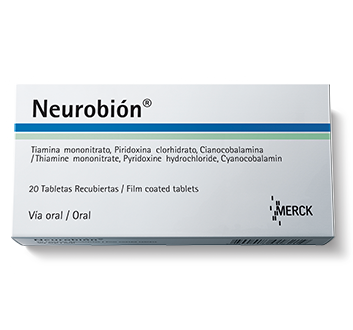 Neurobión®
Tiamina mononitrato, Piridoxina clorhidrato, Cianocobalamina
/Thiamine mononitrate, Pyridoxine hydrochloride, Cyanocobalamin
20 Tabletas Recubiertas / Film coated tablets
Vía oral / Oral
MERCK